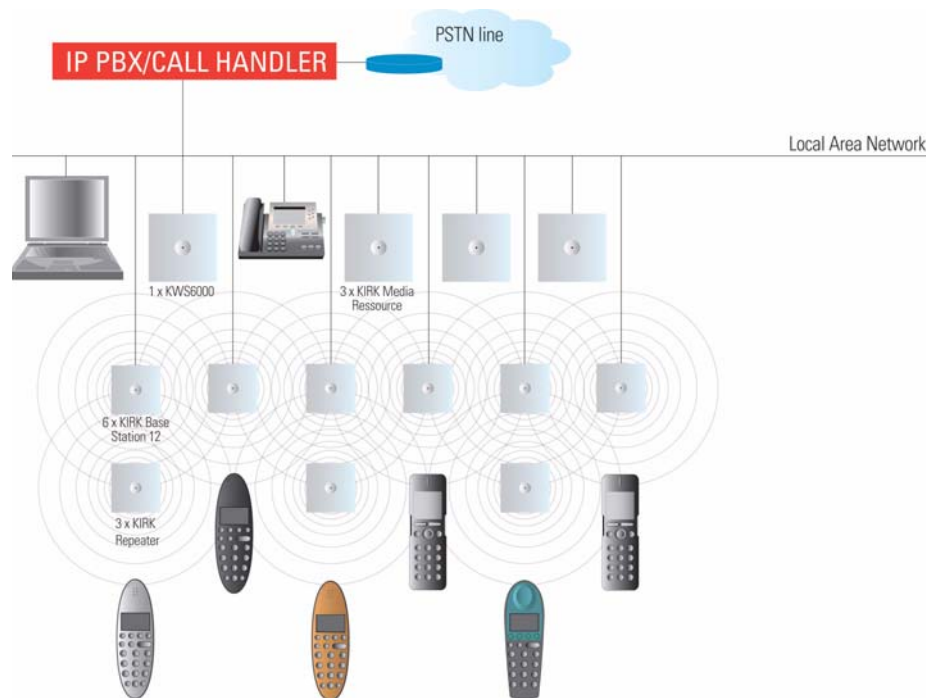 PSTN line
IP PBX/CALL HANDLER
Local Area Network
1 x KWS6000
3 x KIRK Media
Ressource
6 x KIRK Base
Station 12
3 x KIRK
Repeater